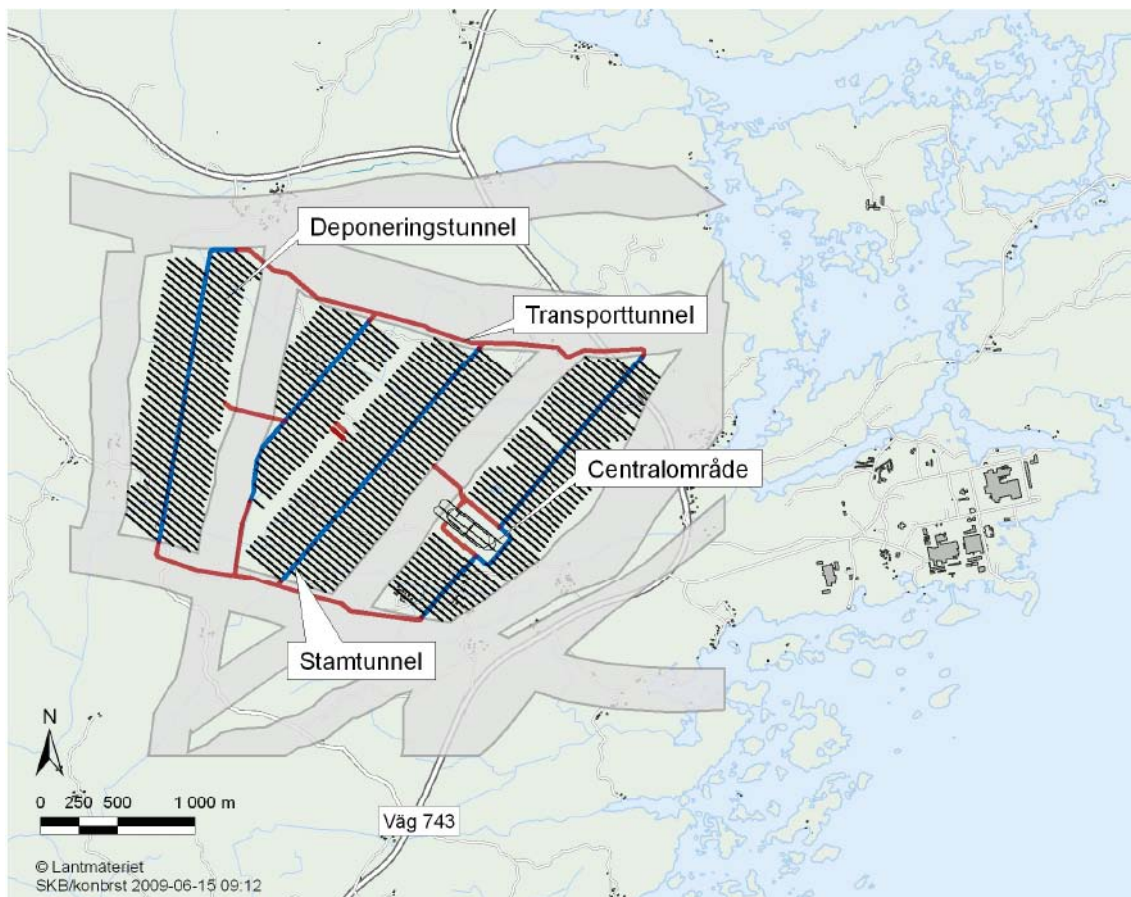 Deponeringstunnel
Transporttunnel
Centralområde
Stamtunnel
N
0 250 500 1 000 m
Väg 743
© Lantmäteriet
SKB/konbrst 2009-06-15 09:12